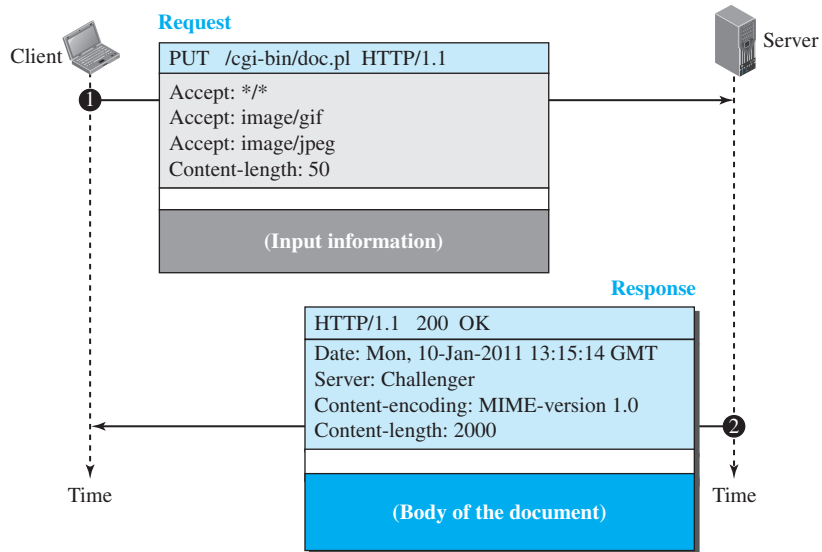 Request
Client
Server
PUT /cgi-bin/doc.pl HTTP/1.1
1
Accept: */*
Accept: image/gif
Accept: image/jpeg
Content-length: 50
(Input information)
Response
HTTP/1.1 200 OK
Date: Mon, 10-Jan-2011 13:15:14 GMT
Server: Challenger
Content-encoding: MIME-version 1.0
Content-length: 2000
2
Time
Time
(Body of the document)